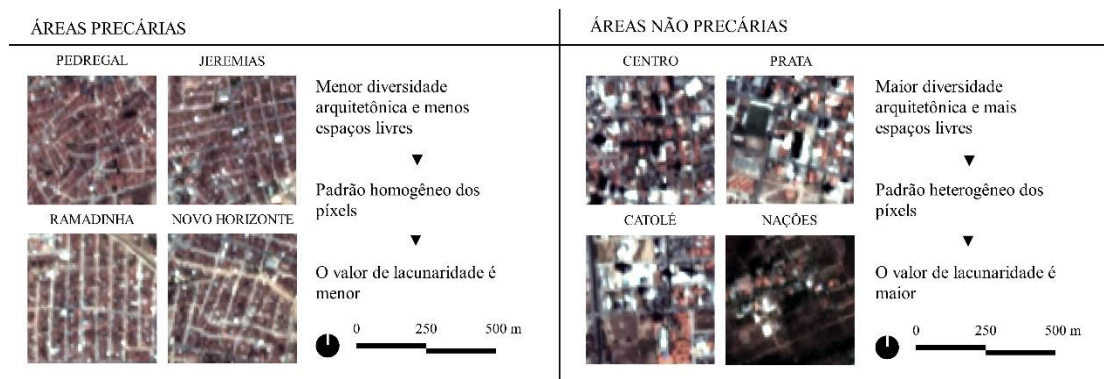 ÁREAS PRECÁRIAS
PEDREGAL
JEREMIAS
RAMADINHA
NOVO HORIZONTE
Menor diversidade
arquitetônica e menos
espaços livres
Padrão homogêneo dos
píxels
O valor de lacunaridade é
menor
0 250 500 m
ÁREAS NÃO PRECÁRIAS
CENTRO
PRATA
CATOLÉ
NAÇÕES
Maior diversidade
arquitetônica e mais
espaços livres
Padrão heterogêneo dos
píxels
O valor de lacunaridade é
maior
0 250 500 m